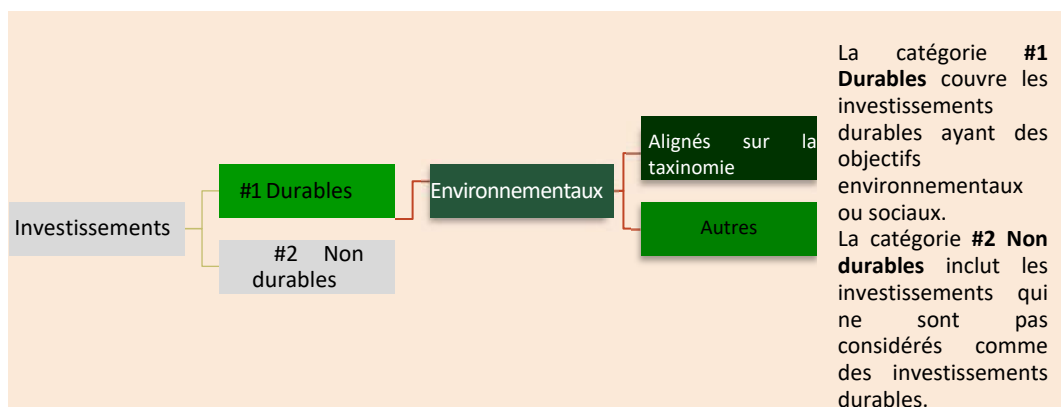 Investissements
#1 Durables
#2 Non
durables
Environnementaux
Alignés sur la
taxinomie
Autres
La catégorie #1
Durables couvre les
investissements
durables ayant des
objectifs
environnementaux
ou sociaux.
La catégorie #2 Non
durables inclut les
investissements qui
ne sont pas
considérés comme
des investissements
durables.